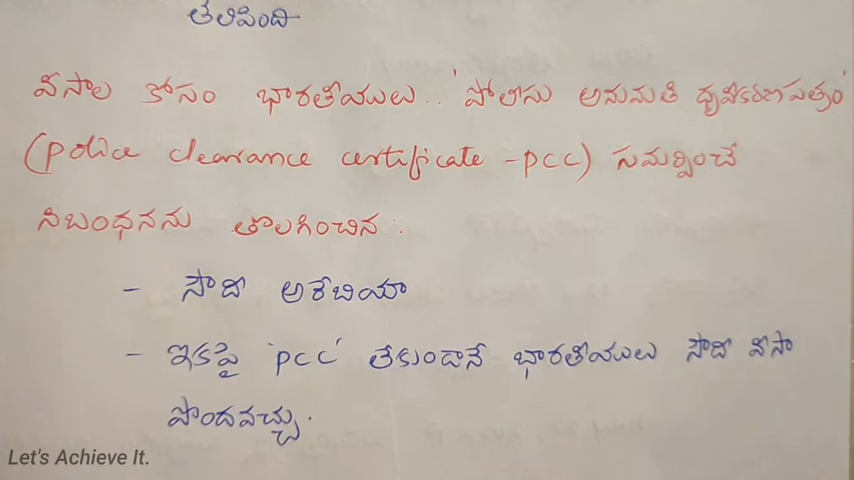 తెలిపింది
వీసాల కోసం భారతీయులు.. 'పోలీసు అనుమతి ధృవీకరణపత్రం'
(police clearance certificate -pcc) సమర్పించే
నిబంధనను తొలగించిన :
- సౌదీ అరేబియా
- ఇకపై 'pcc' లేకుండానే భారతీయులు సౌదీ వీసా
పొందవచ్చు.
Let's Achieve It.